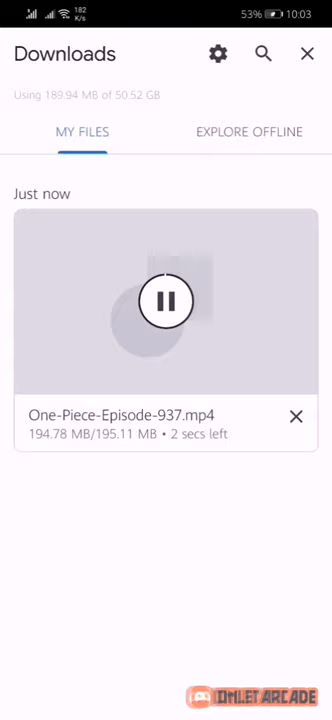 182
K/s
53% 10:03
Downloads
Using 189.94 MB of 50.52 GB
MY FILES
EXPLORE OFFLINE
Just now
One-Piece-Episode-937.mp4
194.78 MB/195.11 MB • 2 secs left
OMLET ARCADE